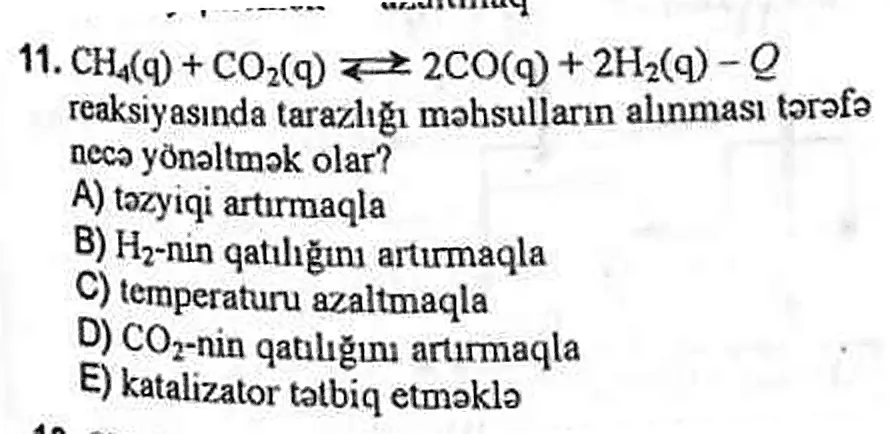 11. CH₄(q) + CO₂(q) ⇄ 2CO(q) + 2H₂(q) – Q
reaksiyasında tarazlığı məhsulların alınması tərəfə
necə yönəltmək olar?
A) təzyiqi artırmaqla
B) H₂-nin qatılığını artırmaqla
C) temperaturu azaltmaqla
D) CO₂-nin qatılığını artırmaqla
E) katalizator tətbiq etməklə